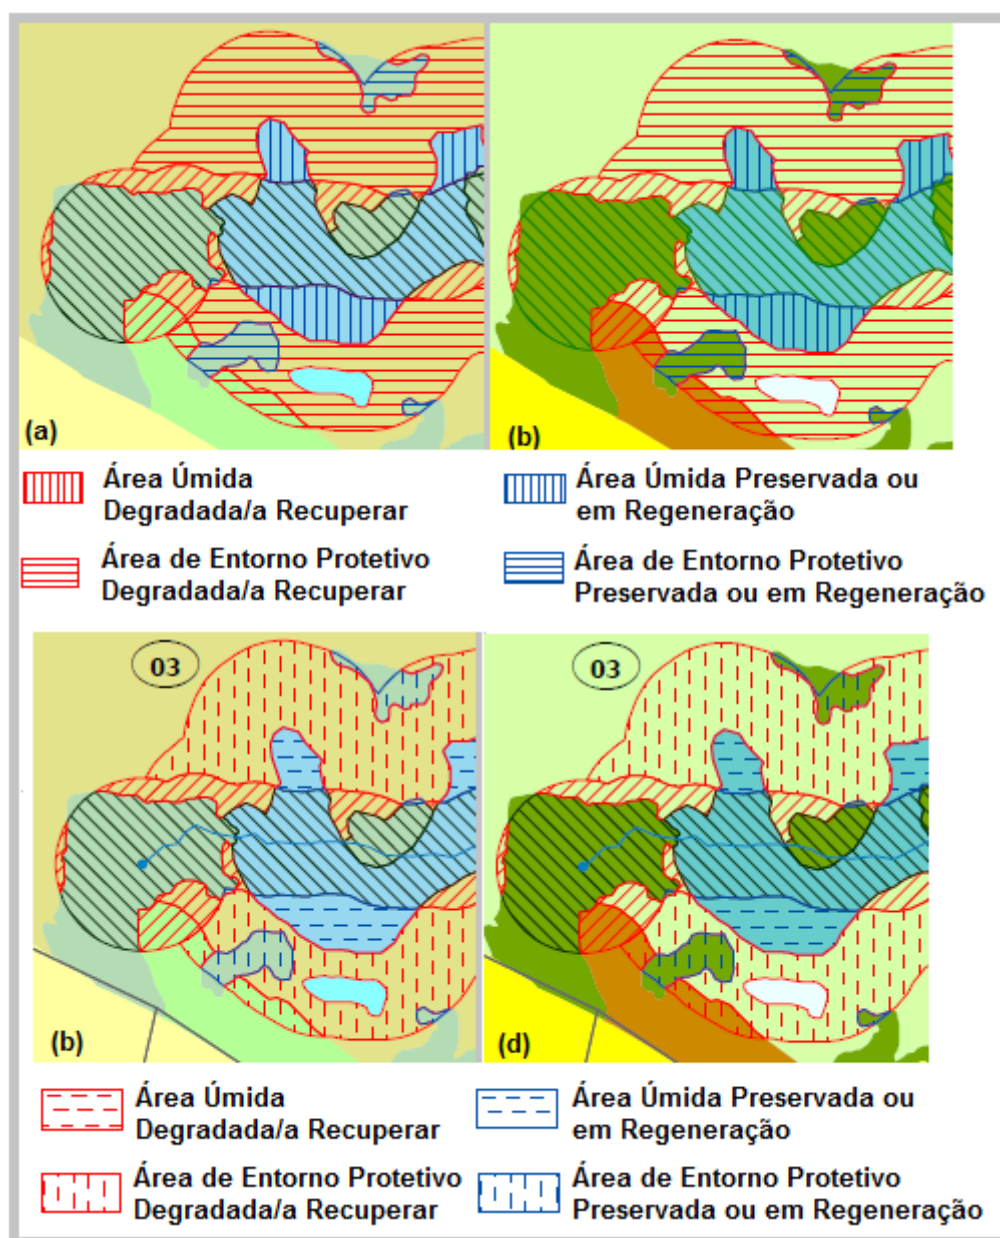 (a)
(b)
Área Úmida
Degradada/a Recuperar
Área Úmida Preservada ou
em Regeneração
Área de Entorno Protetivo
Degradada/a Recuperar
Área de Entorno Protetivo
Preservada ou em Regeneração
03
03
(b)
(d)
Área Úmida
Degradada/a Recuperar
Área Úmida Preservada ou
em Regeneração
Área de Entorno Protetivo
Degradada/a Recuperar
Área de Entorno Protetivo
Preservada ou em Regeneração